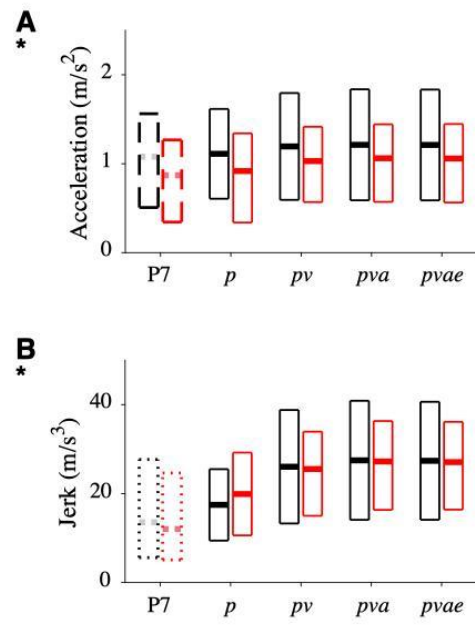 A
*
Acceleration (m/s²)
2
1
0
P7 p pv pva pvae
B
*
Jerk (m/s³)
40
20
0
P7 p pv pva pvae